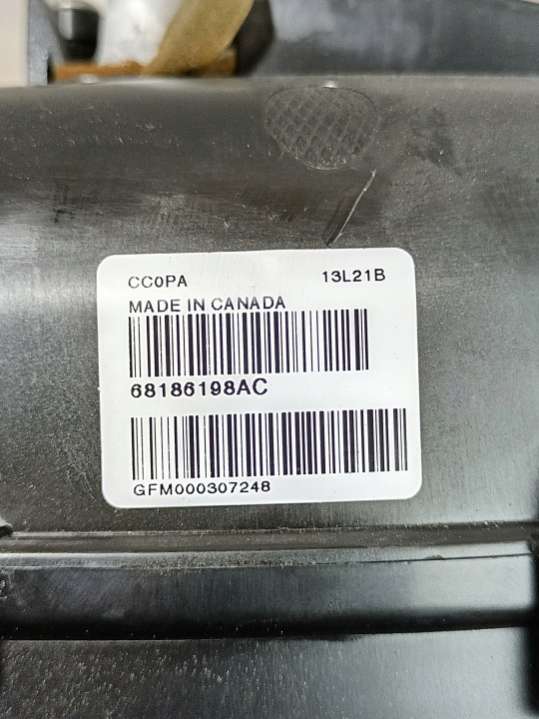 CC0PA 13L21B
MADE IN CANADA
68186198AC
GFM000307248